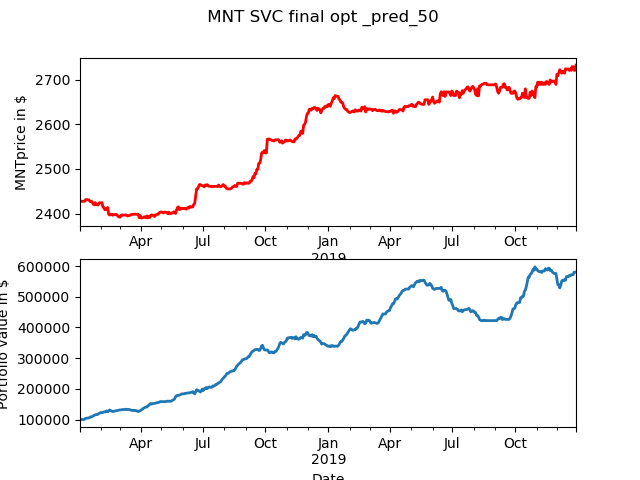 MNT SVC final opt _pred_50
MNTprice in $
2700
2600
2500
2400
Apr Jul Oct Jan Apr Jul Oct
2019
Portfolio Value in $
600000
500000
400000
300000
200000
100000
Apr Jul Oct Jan Apr Jul Oct
2019
Date